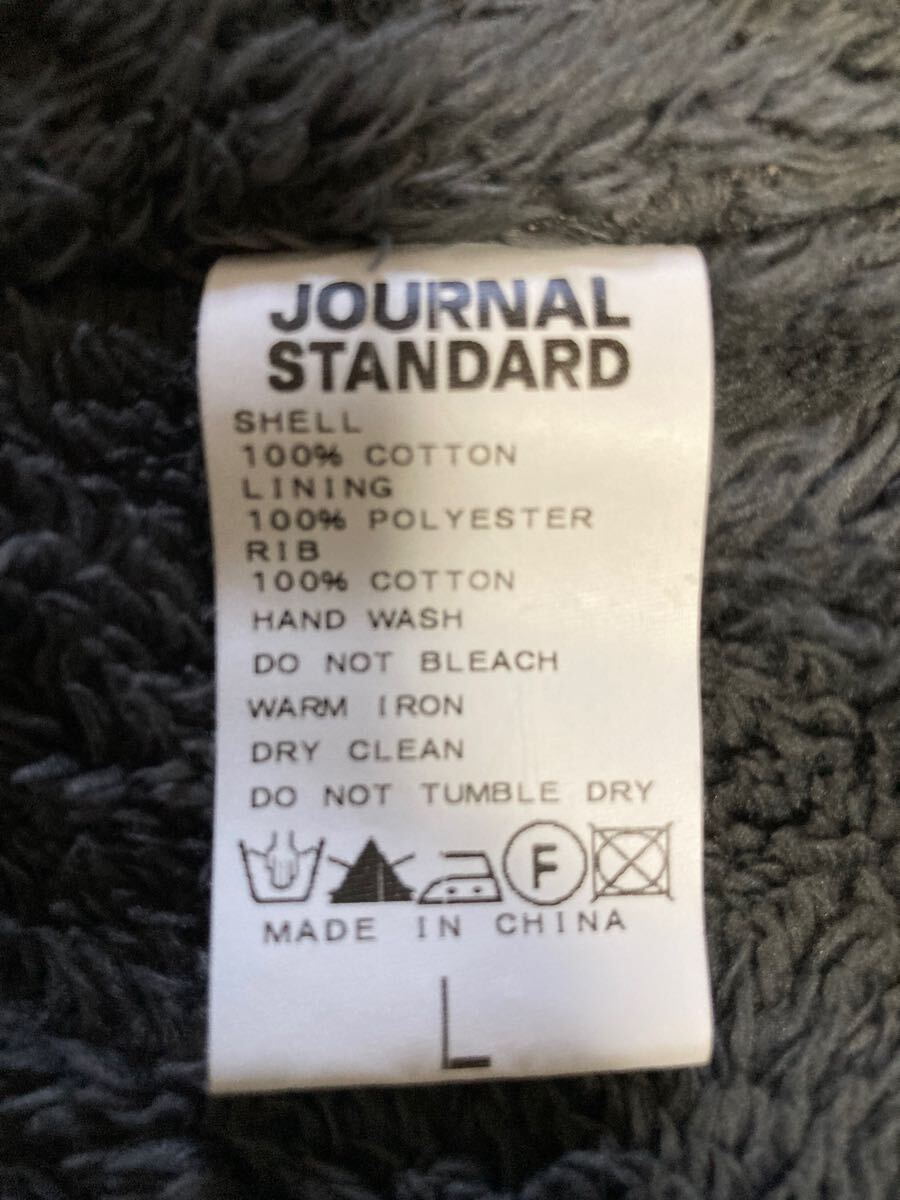 JOURNAL
STANDARD
SHELL
100% COTTON
LINING
100% POLYESTER
RIB
100% COTTON
HAND WASH
DO NOT BLEACH
WARM IRON
DRY CLEAN
DO NOT TUMBLE DRY
F
MADE IN CHINA
L